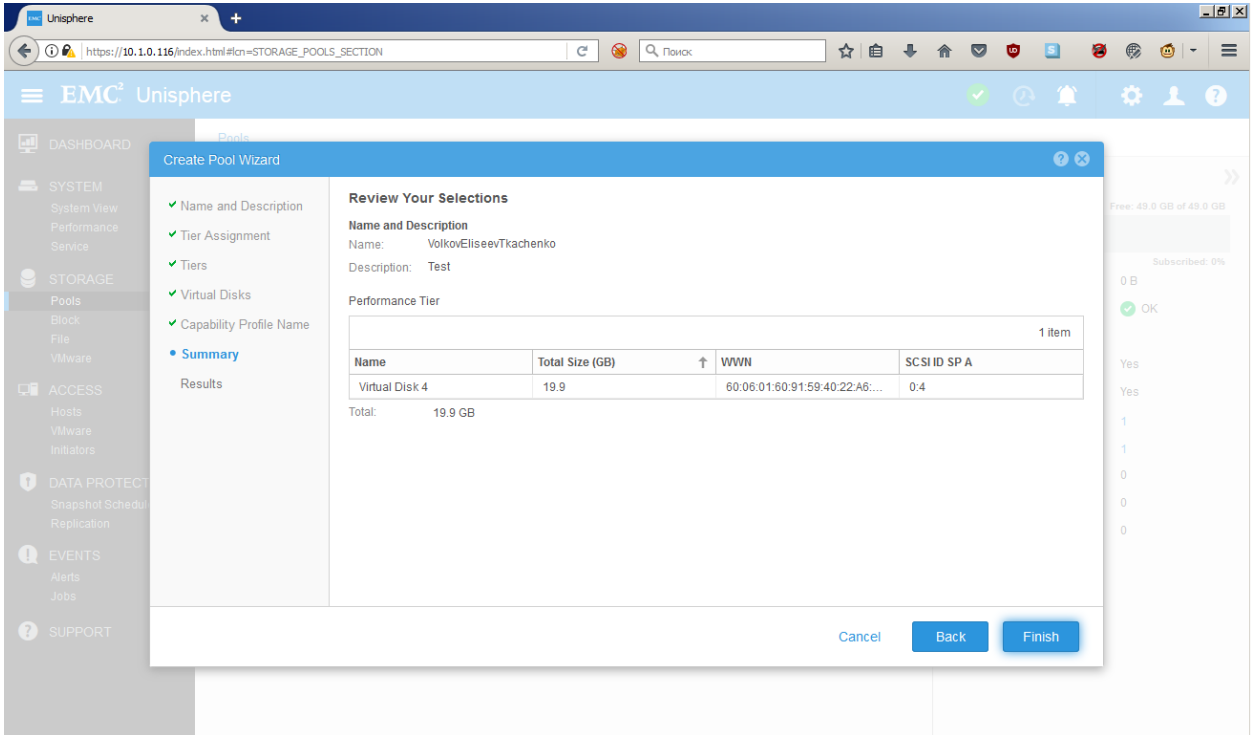 Unisphere
https://10.1.0.116/index.html#lcn=STORAGE_POOLS_SECTION
Поиск
EMC² Unisphere
DASHBOARD
SYSTEM
System View
Performance
Service
STORAGE
Pools
Block
File
VMware
ACCESS
Hosts
VMware
Initiators
DATA PROTECT
Snapshot Schedul
Replication
EVENTS
Alerts
Jobs
SUPPORT
Pools
Create Pool Wizard
Name and Description
Tier Assignment
Tiers
Virtual Disks
Capability Profile Name
Summary
Results
Review Your Selections
Name and Description
Name: VolkovEliseevTkachenko
Description: Test
Performance Tier
1 item
Name Total Size (GB) WWN SCSI ID SP A
Virtual Disk 4 19.9 60:06:01:60:91:59:40:22:A6:... 0:4
Total: 19.9 GB
Cancel Back Finish
Free: 49.0 GB of 49.0 GB
Subscribed: 0%
0 B
OK
Yes
Yes
1
1
0
0
0